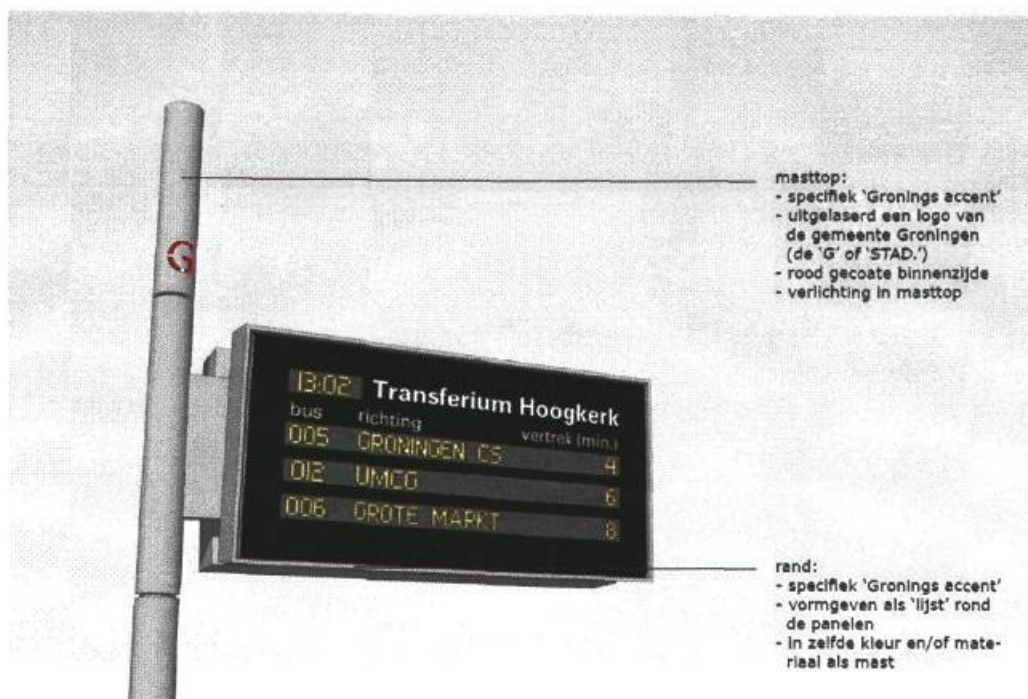 masttop:
- specifiek ‘Gronings accent’
- uitgelaserd een logo van
de gemeente Groningen
(de ‘G’ of ‘STAD.’)
- rood gecoate binnenzijde
- verlichting in masttop
G
13:02 Transferium Hoogkerk
bus richting vertrek (min.)
005 GRONINGEN CS 4
012 UMCG 6
006 GROTE MARKT 8
rand:
- specifiek ‘Gronings accent’
- vormgeven als ‘lijst’ rond
de panelen
- in zelfde kleur en/of mate-
riaal als mast